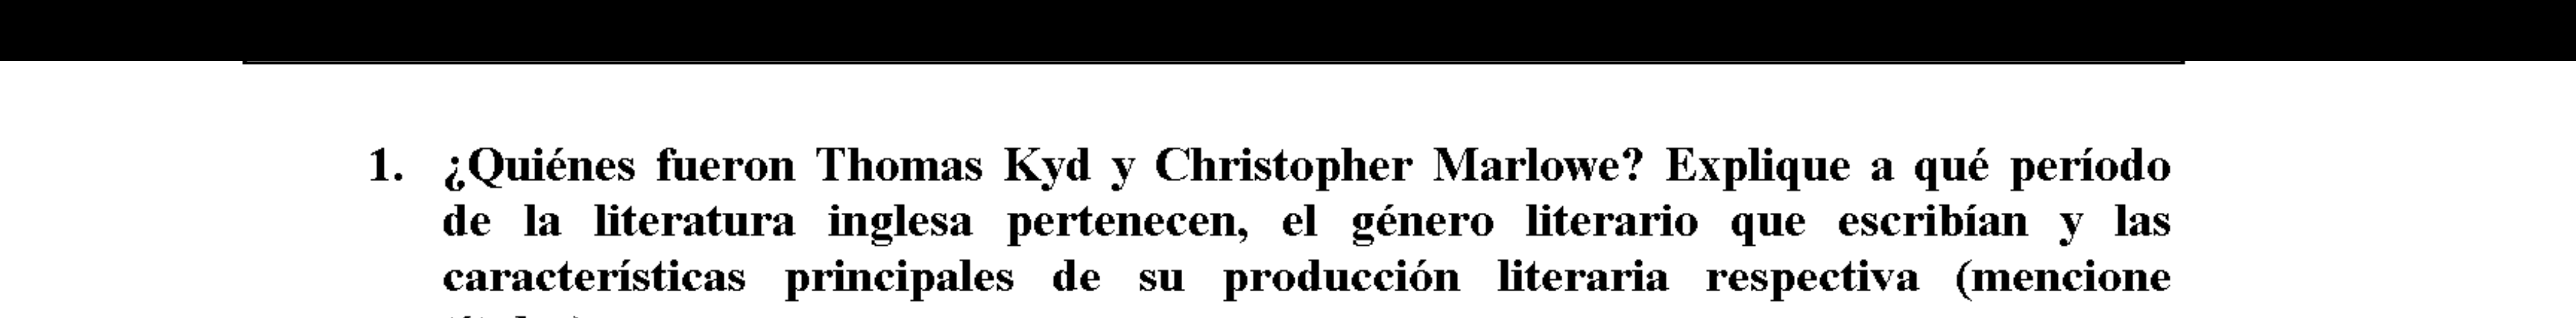 1. ¿Quiénes fueron Thomas Kyd y Christopher Marlowe? Explique a qué período
de la literatura inglesa pertenecen, el género literario que escribían y las
características principales de su producción literaria respectiva (mencione